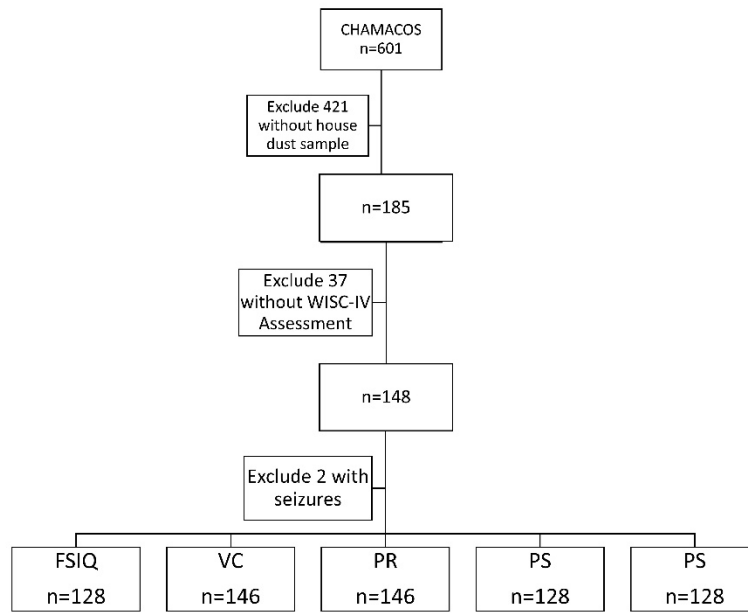 CHAMACOS
n=601
Exclude 421
without house
dust sample
n=185
Exclude 37
without WISC-IV
Assessment
n=148
Exclude 2 with
seizures
FSIQ
n=128
VC
n=146
PR
n=146
PS
n=128
PS
n=128